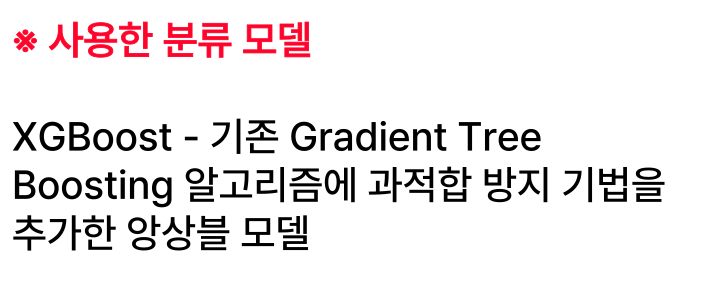 ※ 사용한 분류 모델
XGBoost - 기존 Gradient Tree
Boosting 알고리즘에 과적합 방지 기법을
추가한 앙상블 모델